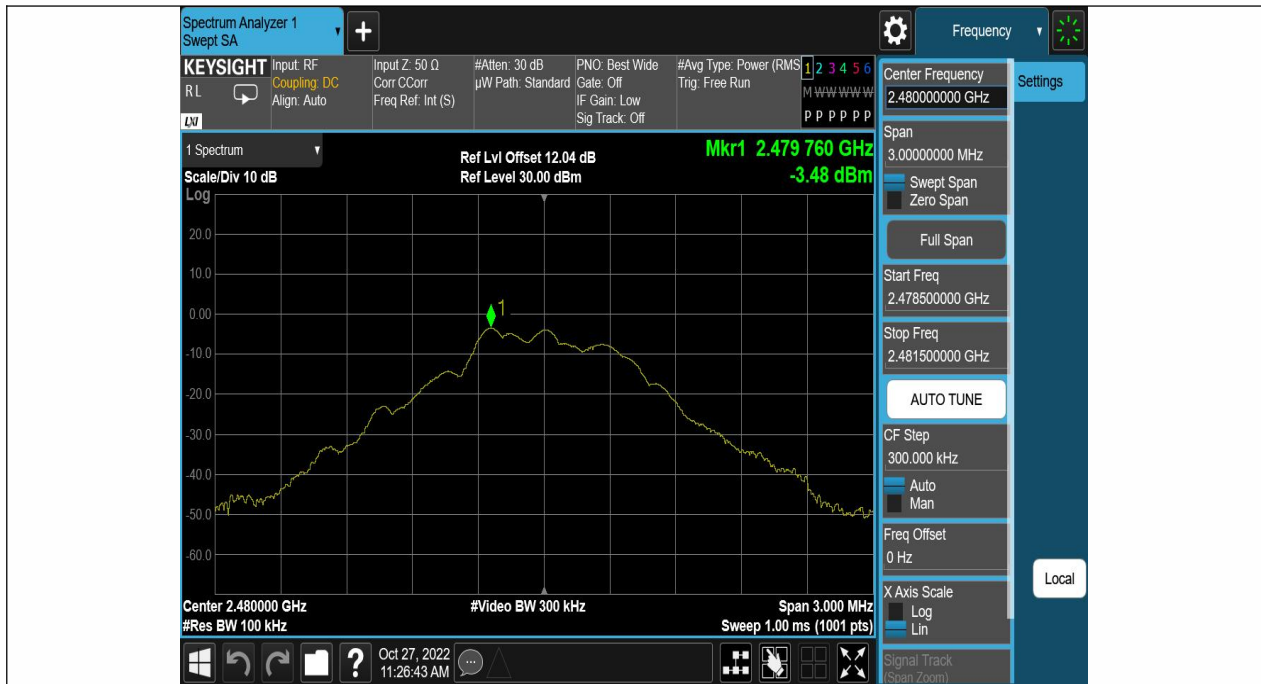 Spectrum Analyzer 1
Swept SA
+
Frequency
KEYSIGHT
RL
LXI
Input: RF
Coupling: DC
Align: Auto
Input Z: 50 Ω
Corr CCorr
Freq Ref: Int (S)
#Atten: 30 dB
µW Path: Standard
PNO: Best Wide
Gate: Off
IF Gain: Low
Sig Track: Off
#Avg Type: Power (RMS
Trig: Free Run
1 2 3 4 5 6
M W W W W W
P P P P P P
1 Spectrum
Scale/Div 10 dB
Log
Ref Lvl Offset 12.04 dB
Ref Level 30.00 dBm
Mkr1 2.479 760 GHz
-3.48 dBm
20.0
10.0
0.00
-10.0
-20.0
-30.0
-40.0
-50.0
-60.0
1
Center 2.480000 GHz
#Res BW 100 kHz
#Video BW 300 kHz
Span 3.000 MHz
Sweep 1.00 ms (1001 pts)
?
Oct 27, 2022
11:26:43 AM
Center Frequency
2.480000000 GHz
Settings
Span
3.00000000 MHz
Swept Span
Zero Span
Full Span
Start Freq
2.478500000 GHz
Stop Freq
2.481500000 GHz
AUTO TUNE
CF Step
300.000 kHz
Auto
Man
Freq Offset
0 Hz
X Axis Scale
Log
Lin
Signal Track
(Span Zoom)
Local